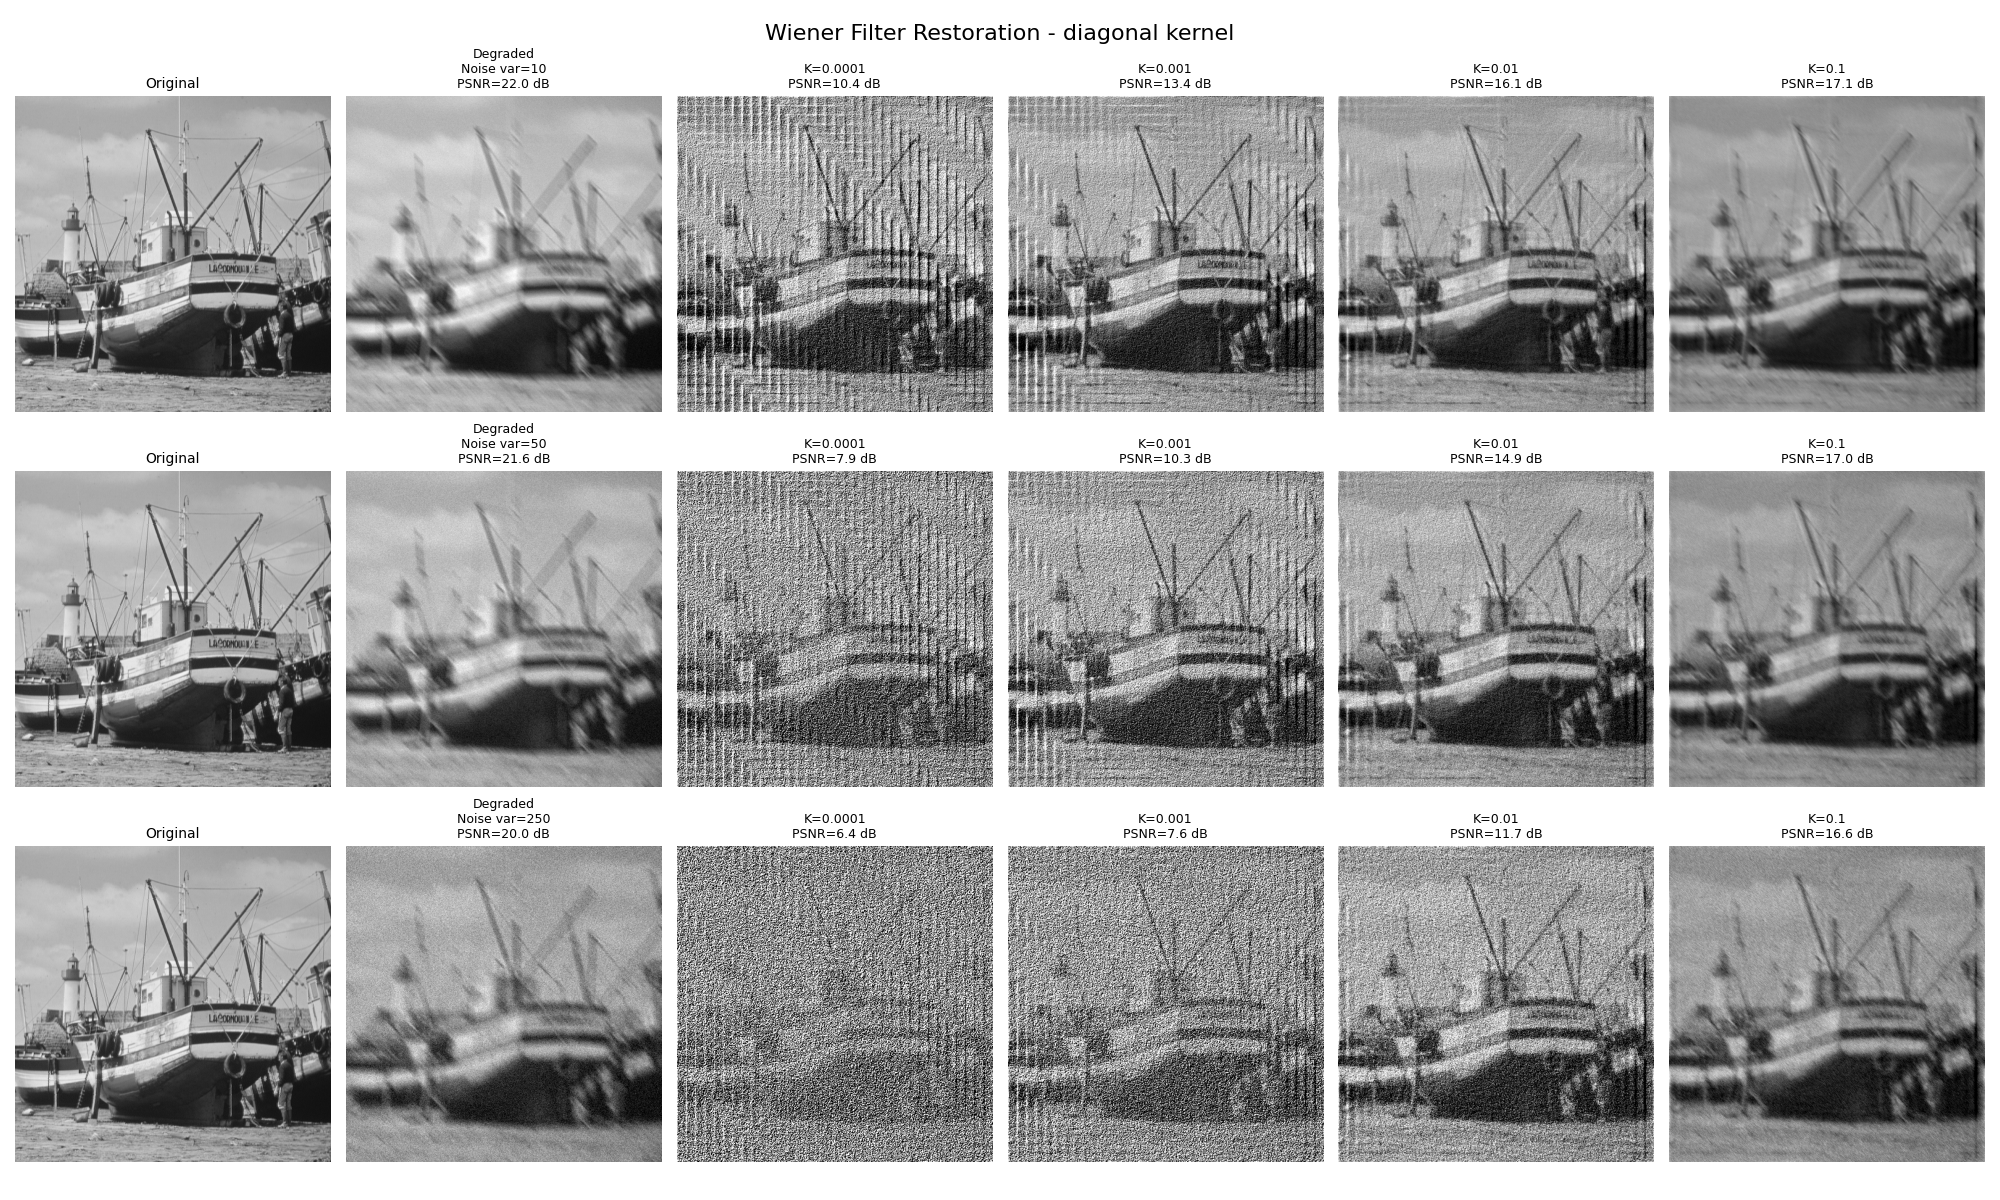 Wiener Filter Restoration - diagonal kernel
Original
Degraded
Noise var=10
PSNR=22.0 dB
K=0.0001
PSNR=10.4 dB
K=0.001
PSNR=13.4 dB
K=0.01
PSNR=16.1 dB
K=0.1
PSNR=17.1 dB
Original
Degraded
Noise var=50
PSNR=21.6 dB
K=0.0001
PSNR=7.9 dB
K=0.001
PSNR=10.3 dB
K=0.01
PSNR=14.9 dB
K=0.1
PSNR=17.0 dB
Original
Degraded
Noise var=250
PSNR=20.0 dB
K=0.0001
PSNR=6.4 dB
K=0.001
PSNR=7.6 dB
K=0.01
PSNR=11.7 dB
K=0.1
PSNR=16.6 dB